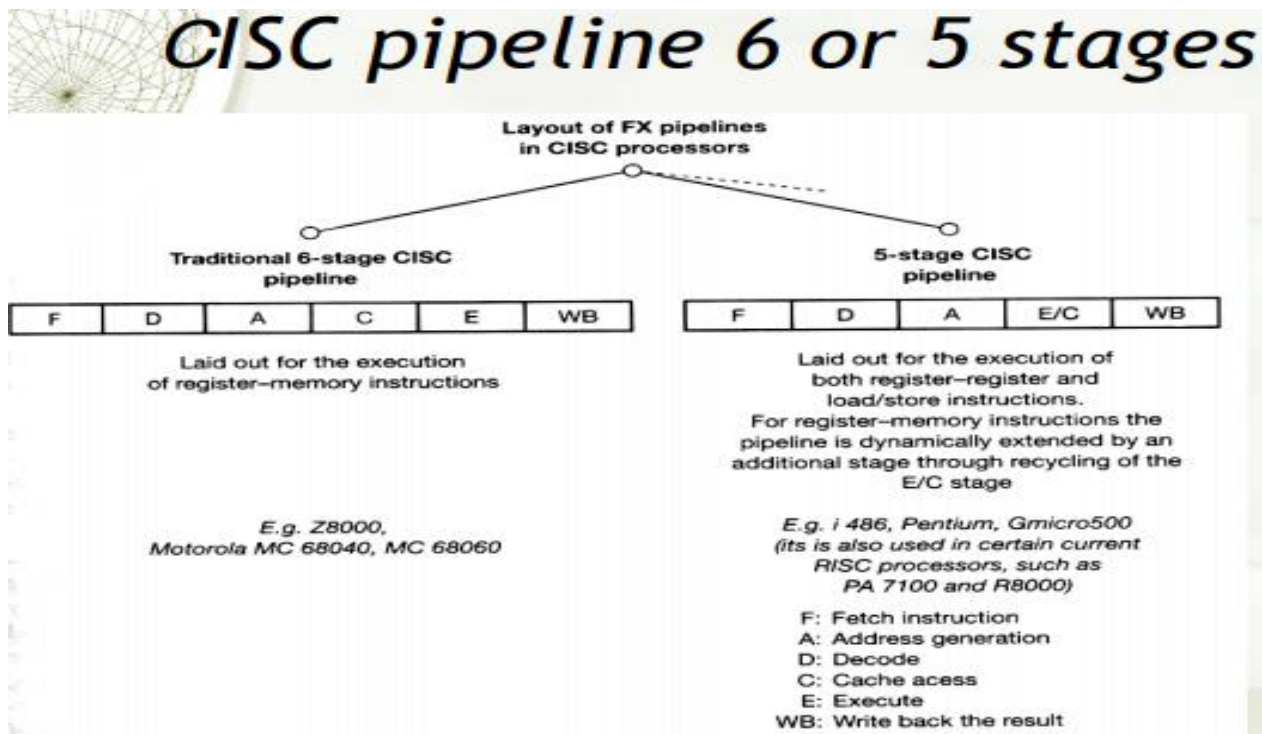 CISC pipeline 6 or 5 stages
Layout of FX pipelines
in CISC processors
Traditional 6-stage CISC
pipeline
F D A C E WB
Laid out for the execution
of register–memory instructions
E.g. Z8000,
Motorola MC 68040, MC 68060
5-stage CISC
pipeline
F D A E/C WB
Laid out for the execution of
both register–register and
load/store instructions.
For register–memory instructions the
pipeline is dynamically extended by an
additional stage through recycling of the
E/C stage
E.g. i 486, Pentium, Gmicro500
(its is also used in certain current
RISC processors, such as
PA 7100 and R8000)
F: Fetch instruction
A: Address generation
D: Decode
C: Cache acess
E: Execute
WB: Write back the result